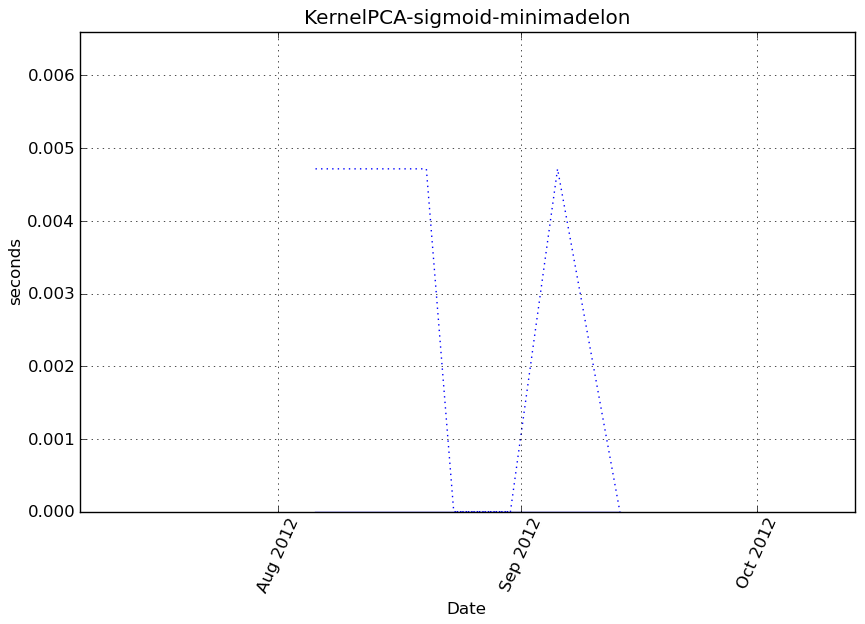 KernelPCA-sigmoid-minimadelon
0.006
0.005
0.004
0.003
0.002
0.001
0.000
seconds
Aug 2012
Sep 2012
Oct 2012
Date